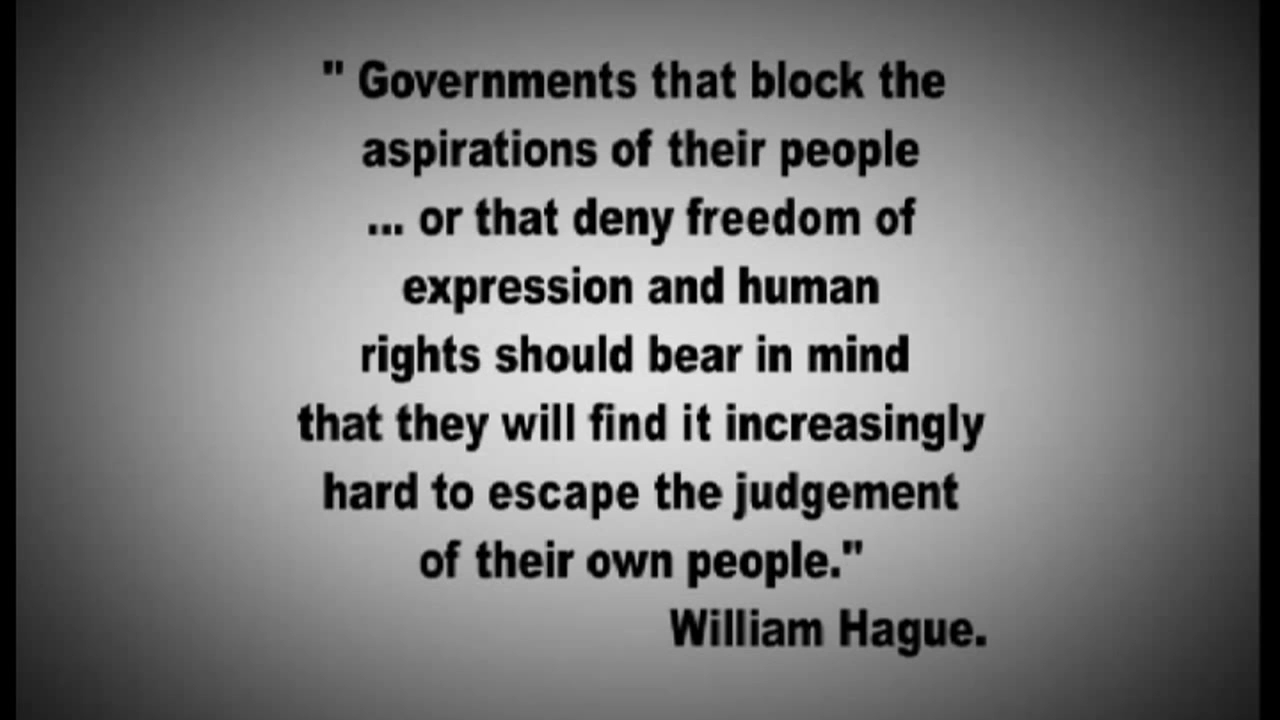 " Governments that block the
aspirations of their people
... or that deny freedom of
expression and human
rights should bear in mind
that they will find it increasingly
hard to escape the judgement
of their own people."
William Hague.